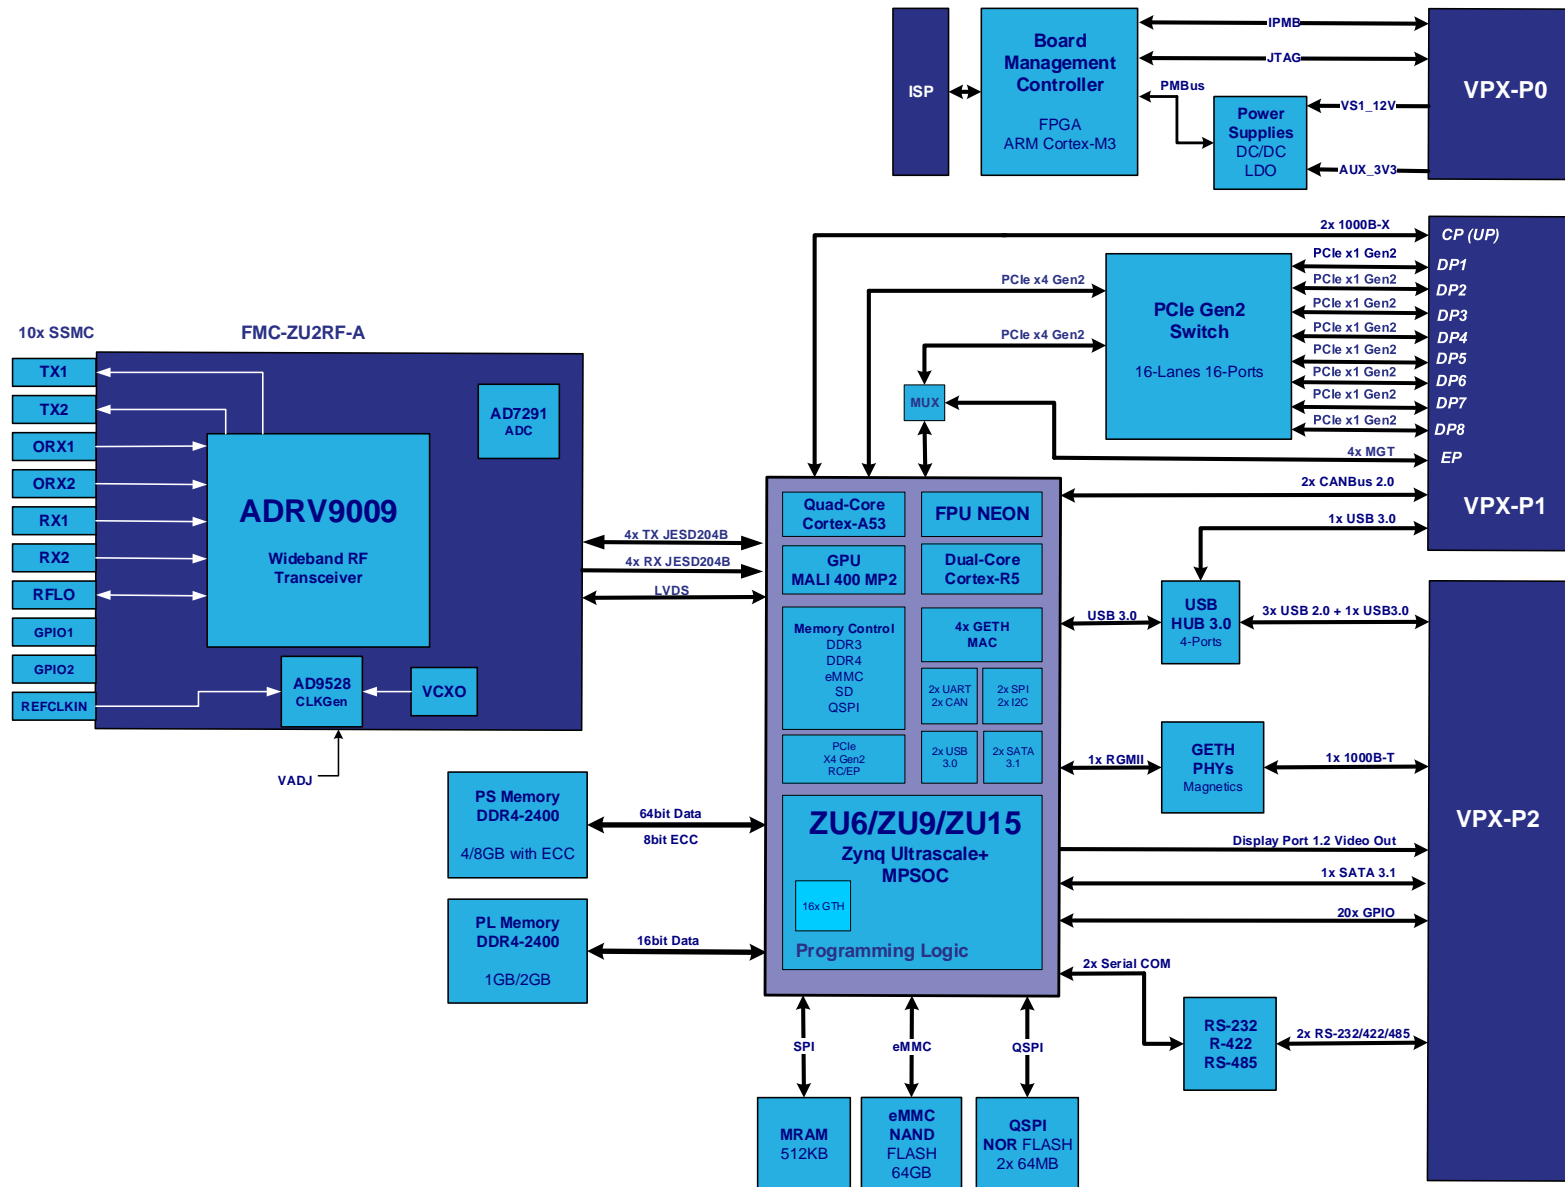 ISP
Board
Management
Controller
FPGA
ARM Cortex-M3
IPMB
JTAG
PMBus
Power
Supplies
DC/DC
LDO
VS1_12V
AUX_3V3
VPX-P0
2x 1000B-X
PCIe x4 Gen2
PCIe x4 Gen2
MUX
PCIe Gen2
Switch
16-Lanes 16-Ports
PCIe x1 Gen2
PCIe x1 Gen2
PCIe x1 Gen2
PCIe x1 Gen2
PCIe x1 Gen2
PCIe x1 Gen2
PCIe x1 Gen2
PCIe x1 Gen2
4x MGT
2x CANBus 2.0
1x USB 3.0
CP (UP)
DP1
DP2
DP3
DP4
DP5
DP6
DP7
DP8
EP
VPX-P1
10x SSMC
FMC-ZU2RF-A
TX1
TX2
ORX1
ORX2
RX1
RX2
RFLO
GPIO1
GPIO2
REFCLKIN
AD7291
ADC
ADRV9009
Wideband RF
Transceiver
AD9528
CLKGen
VCXO
VADJ
4x TX JESD204B
4x RX JESD204B
LVDS
Quad-Core
Cortex-A53
FPU NEON
GPU
MALI 400 MP2
Dual-Core
Cortex-R5
Memory Control
DDR3
DDR4
eMMC
SD
QSPI
4x GETH
MAC
2x UART
2x CAN
2x SPI
2x I2C
PCIe
X4 Gen2
RC/EP
2x USB
3.0
2x SATA
3.1
ZU6/ZU9/ZU15
Zynq Ultrascale+
MPSOC
16x GTH
Programming Logic
USB 3.0
USB
HUB 3.0
4-Ports
3x USB 2.0 + 1x USB3.0
1x RGMII
GETH
PHYs
Magnetics
1x 1000B-T
Display Port 1.2 Video Out
1x SATA 3.1
20x GPIO
2x Serial COM
RS-232
R-422
RS-485
2x RS-232/422/485
VPX-P2
PS Memory
DDR4-2400
4/8GB with ECC
64bit Data
8bit ECC
PL Memory
DDR4-2400
1GB/2GB
16bit Data
SPI
eMMC
QSPI
MRAM
512KB
eMMC
NAND
FLASH
64GB
QSPI
NOR FLASH
2x 64MB